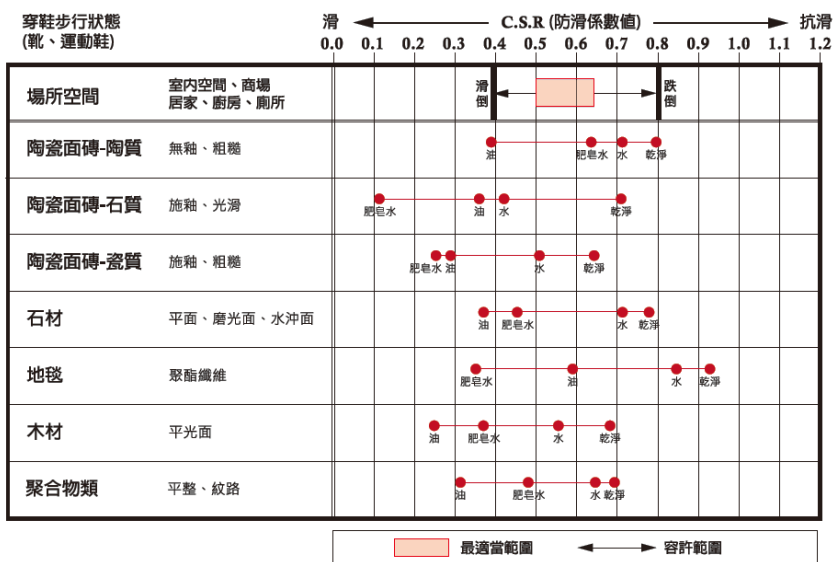 穿鞋步行狀態
(靴、運動鞋)
滑 C.S.R (防滑係數值) 抗滑
0.0 0.1 0.2 0.3 0.4 0.5 0.6 0.7 0.8 0.9 1.0 1.1 1.2
場所空間
室內空間、商場
居家、廚房、廁所
滑倒
跌倒
陶瓷面磚-陶質 無釉、粗糙
油 肥皂水 水 乾淨
陶瓷面磚-石質 施釉、光滑
肥皂水 油 水 乾淨
陶瓷面磚-瓷質 施釉、粗糙
肥皂水 油 水 乾淨
石材 平面、磨光面、水沖面
油 肥皂水 水 乾淨
地毯 聚酯纖維
肥皂水 油 水 乾淨
木材 平光面
油 肥皂水 水 乾淨
聚合物類 平整、紋路
油 肥皂水 水 乾淨
最適當範圍 容許範圍